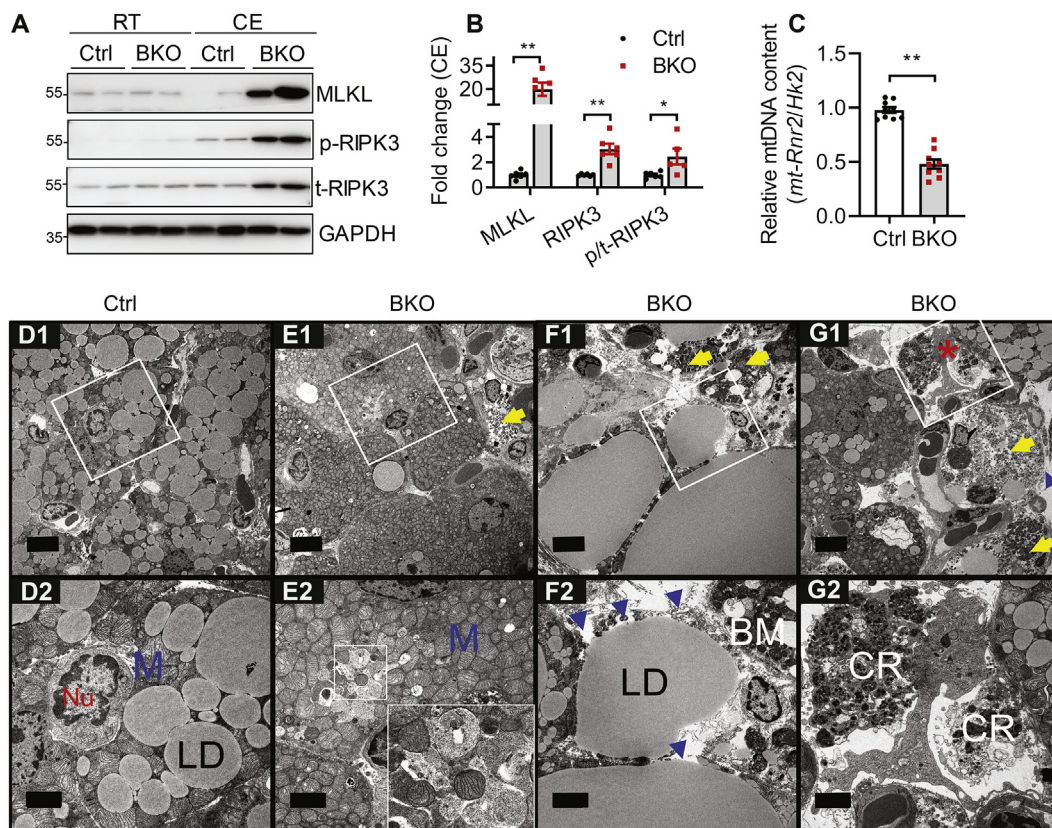 A
RT CE
Ctrl BKO Ctrl BKO
55 MLKL
55 p-RIPK3
55 t-RIPK3
35 GAPDH
B
Fold change (CE)
35
20
6
4
2
0
** ** *
Ctrl
BKO
MLKL
RIPK3
p/t-RIPK3
C
Relative mtDNA content
(mt-Rnr2/Hk2)
1.5
1.0
0.5
0.0
**
Ctrl BKO
Ctrl BKO BKO BKO
D1 E1 F1 G1
*
D2 E2 F2 G2
M
Nu
LD
M
BM
LD
CR
CR